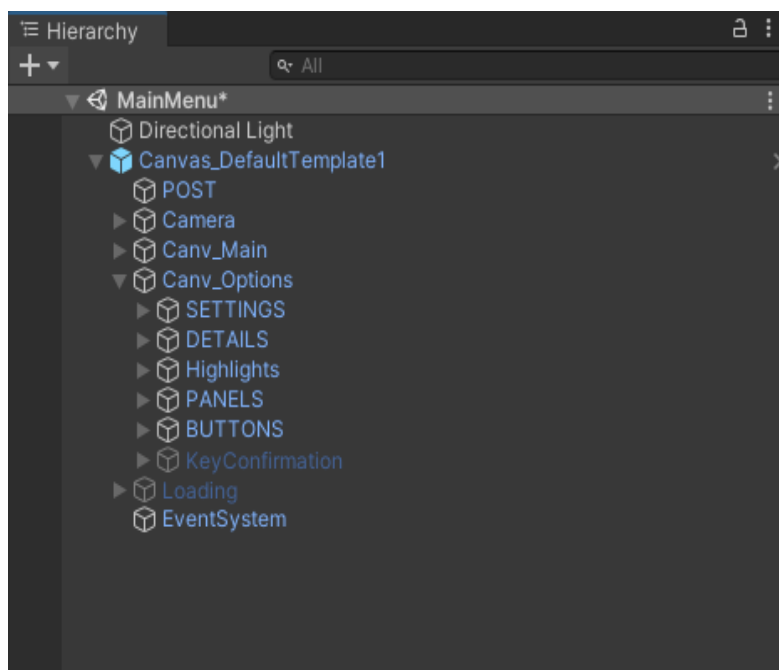 Hierarchy
All
MainMenu*
Directional Light
Canvas_DefaultTemplate1
POST
Camera
Canv_Main
Canv_Options
SETTINGS
DETAILS
Highlights
PANELS
BUTTONS
KeyConfirmation
Loading
EventSystem